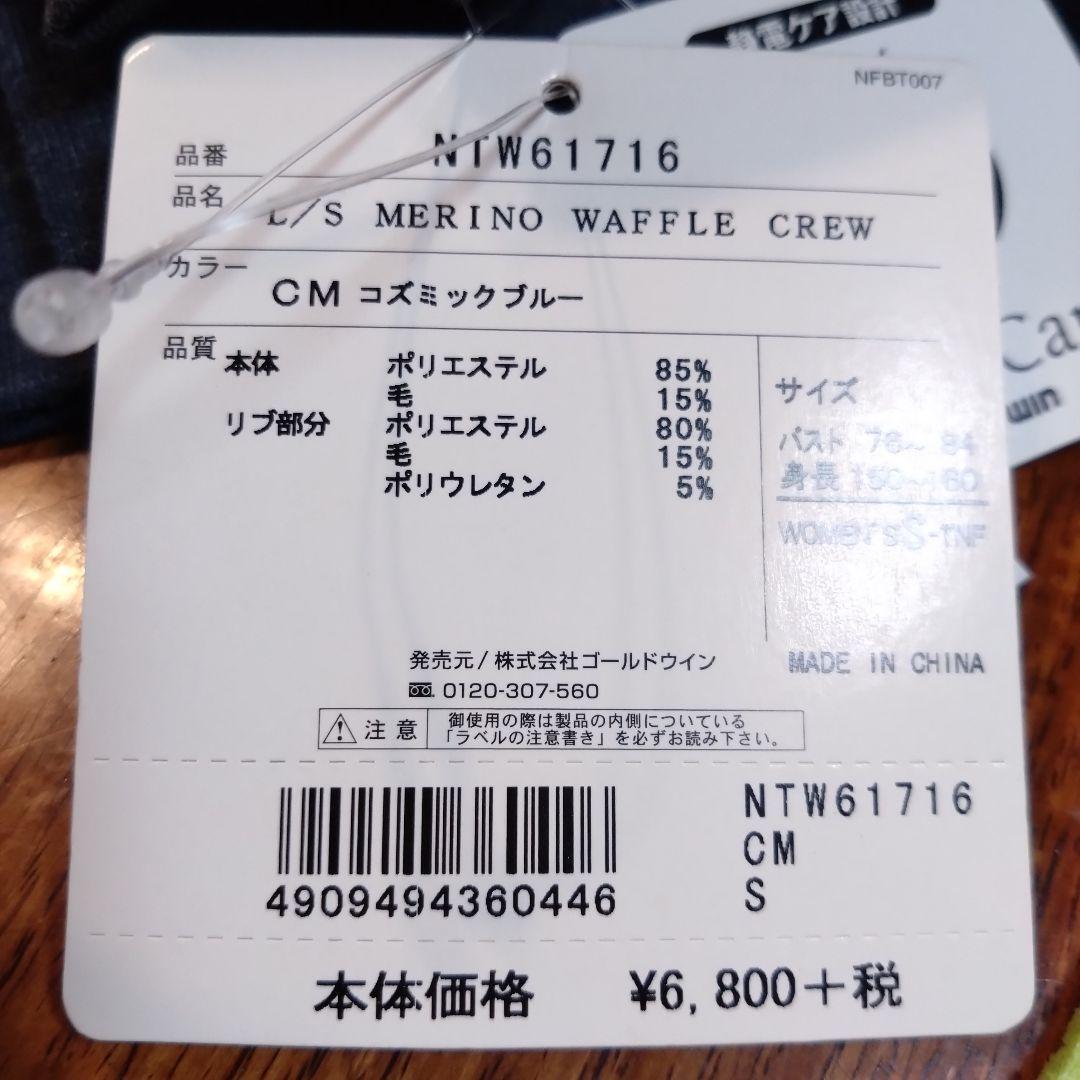 静電ケア設計
NFBT007
品番 NTW61716
品名 L/S MERINO WAFFLE CREW
カラー CM コズミックブルー
品質 本体 ポリエステル 85%
毛 15%
リブ部分 ポリエステル 80%
毛 15%
ポリウレタン 5%
サイズ
バスト 76~84
身長 150~160
WOMen'sS-TNF
MADE IN CHINA
発売元/株式会社ゴールドウイン
0120-307-560
注意 御使用の際は製品の内側についている
「ラベルの注意書き」を必ずお読み下さい。
4909494360446
NTW61716
CM
S
本体価格 ¥6,800+税
Car
win